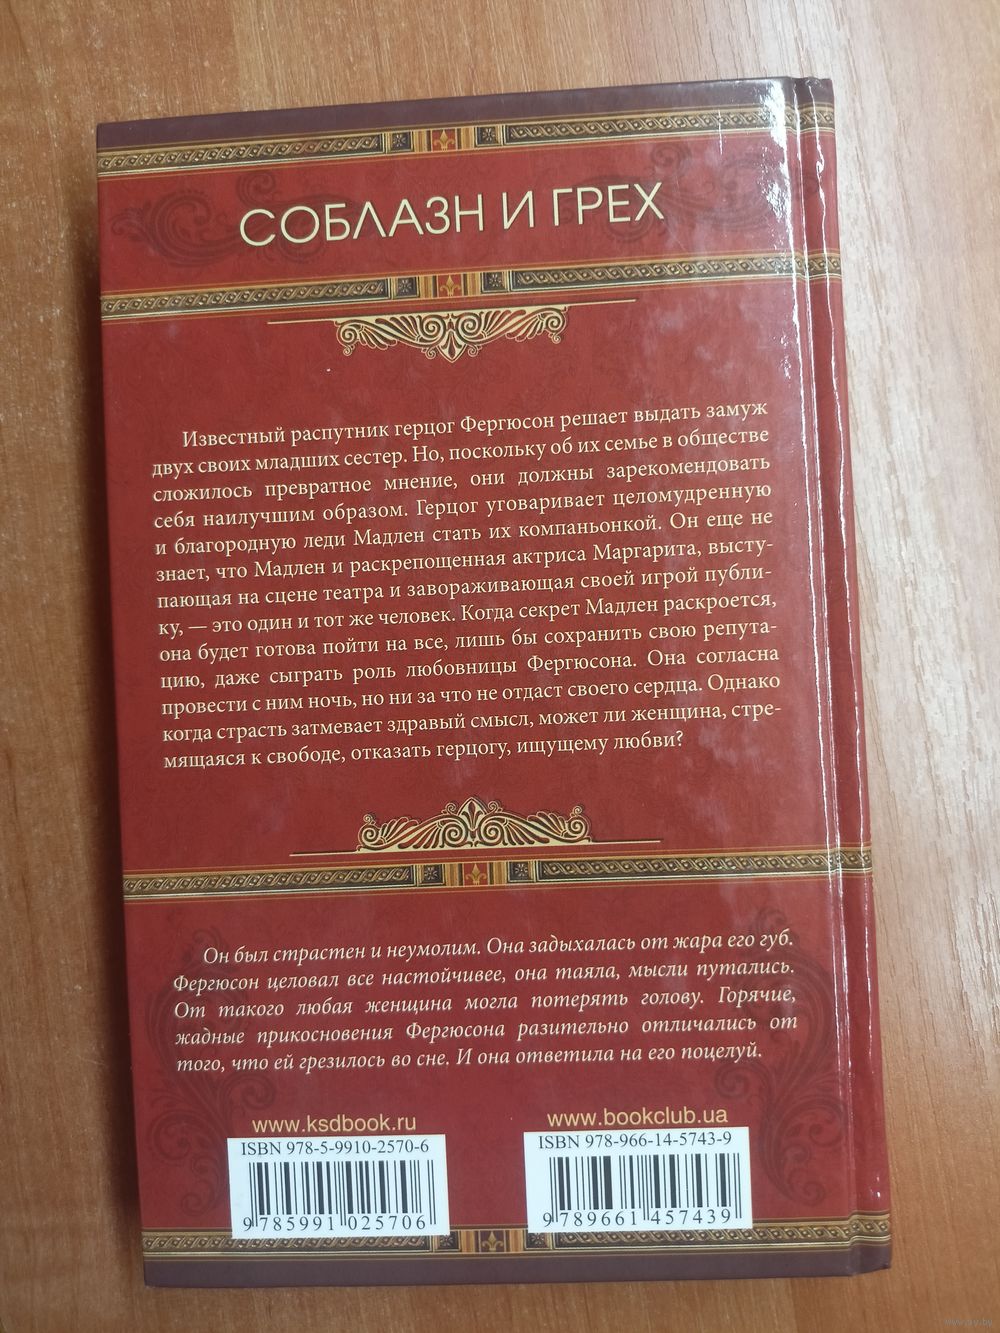 СОБЛАЗН И ГРЕХ
Известный распутник герцог Фергюсон решает выдать замуж
двух своих младших сестер. Но, поскольку об их семье в обществе
сложилось превратное мнение, они должны зарекомендовать
себя наилучшим образом. Герцог уговаривает целомудренную
и благородную леди Мадлен стать их компаньонкой. Он еще не
знает, что Мадлен и раскрепощенная актриса Маргарита, высту-
пающая на сцене театра и завораживающая своей игрой публи-
ку, — это один и тот же человек. Когда секрет Мадлен раскроется,
она будет готова пойти на все, лишь бы сохранить свою репута-
цию, даже сыграть роль любовницы Фергюсона. Она согласна
провести с ним ночь, но ни за что не отдаст своего сердца. Однако
когда страсть затмевает здравый смысл, может ли женщина, стре-
мящаяся к свободе, отказать герцогу, ищущему любви?
Он был страстен и неумолим. Она задыхалась от жара его губ.
Фергюсон целовал все настойчивее, она таяла, мысли путались.
От такого любая женщина могла потерять голову. Горячие,
жадные прикосновения Фергюсона разительно отличались от
того, что ей грезилось во сне. И она ответила на его поцелуй.
www.ksdbook.ru
ISBN 978-5-9910-2570-6
9 785991 025706
www.bookclub.ua
ISBN 978-966-14-5743-9
9 789661 457439
www.ay.by